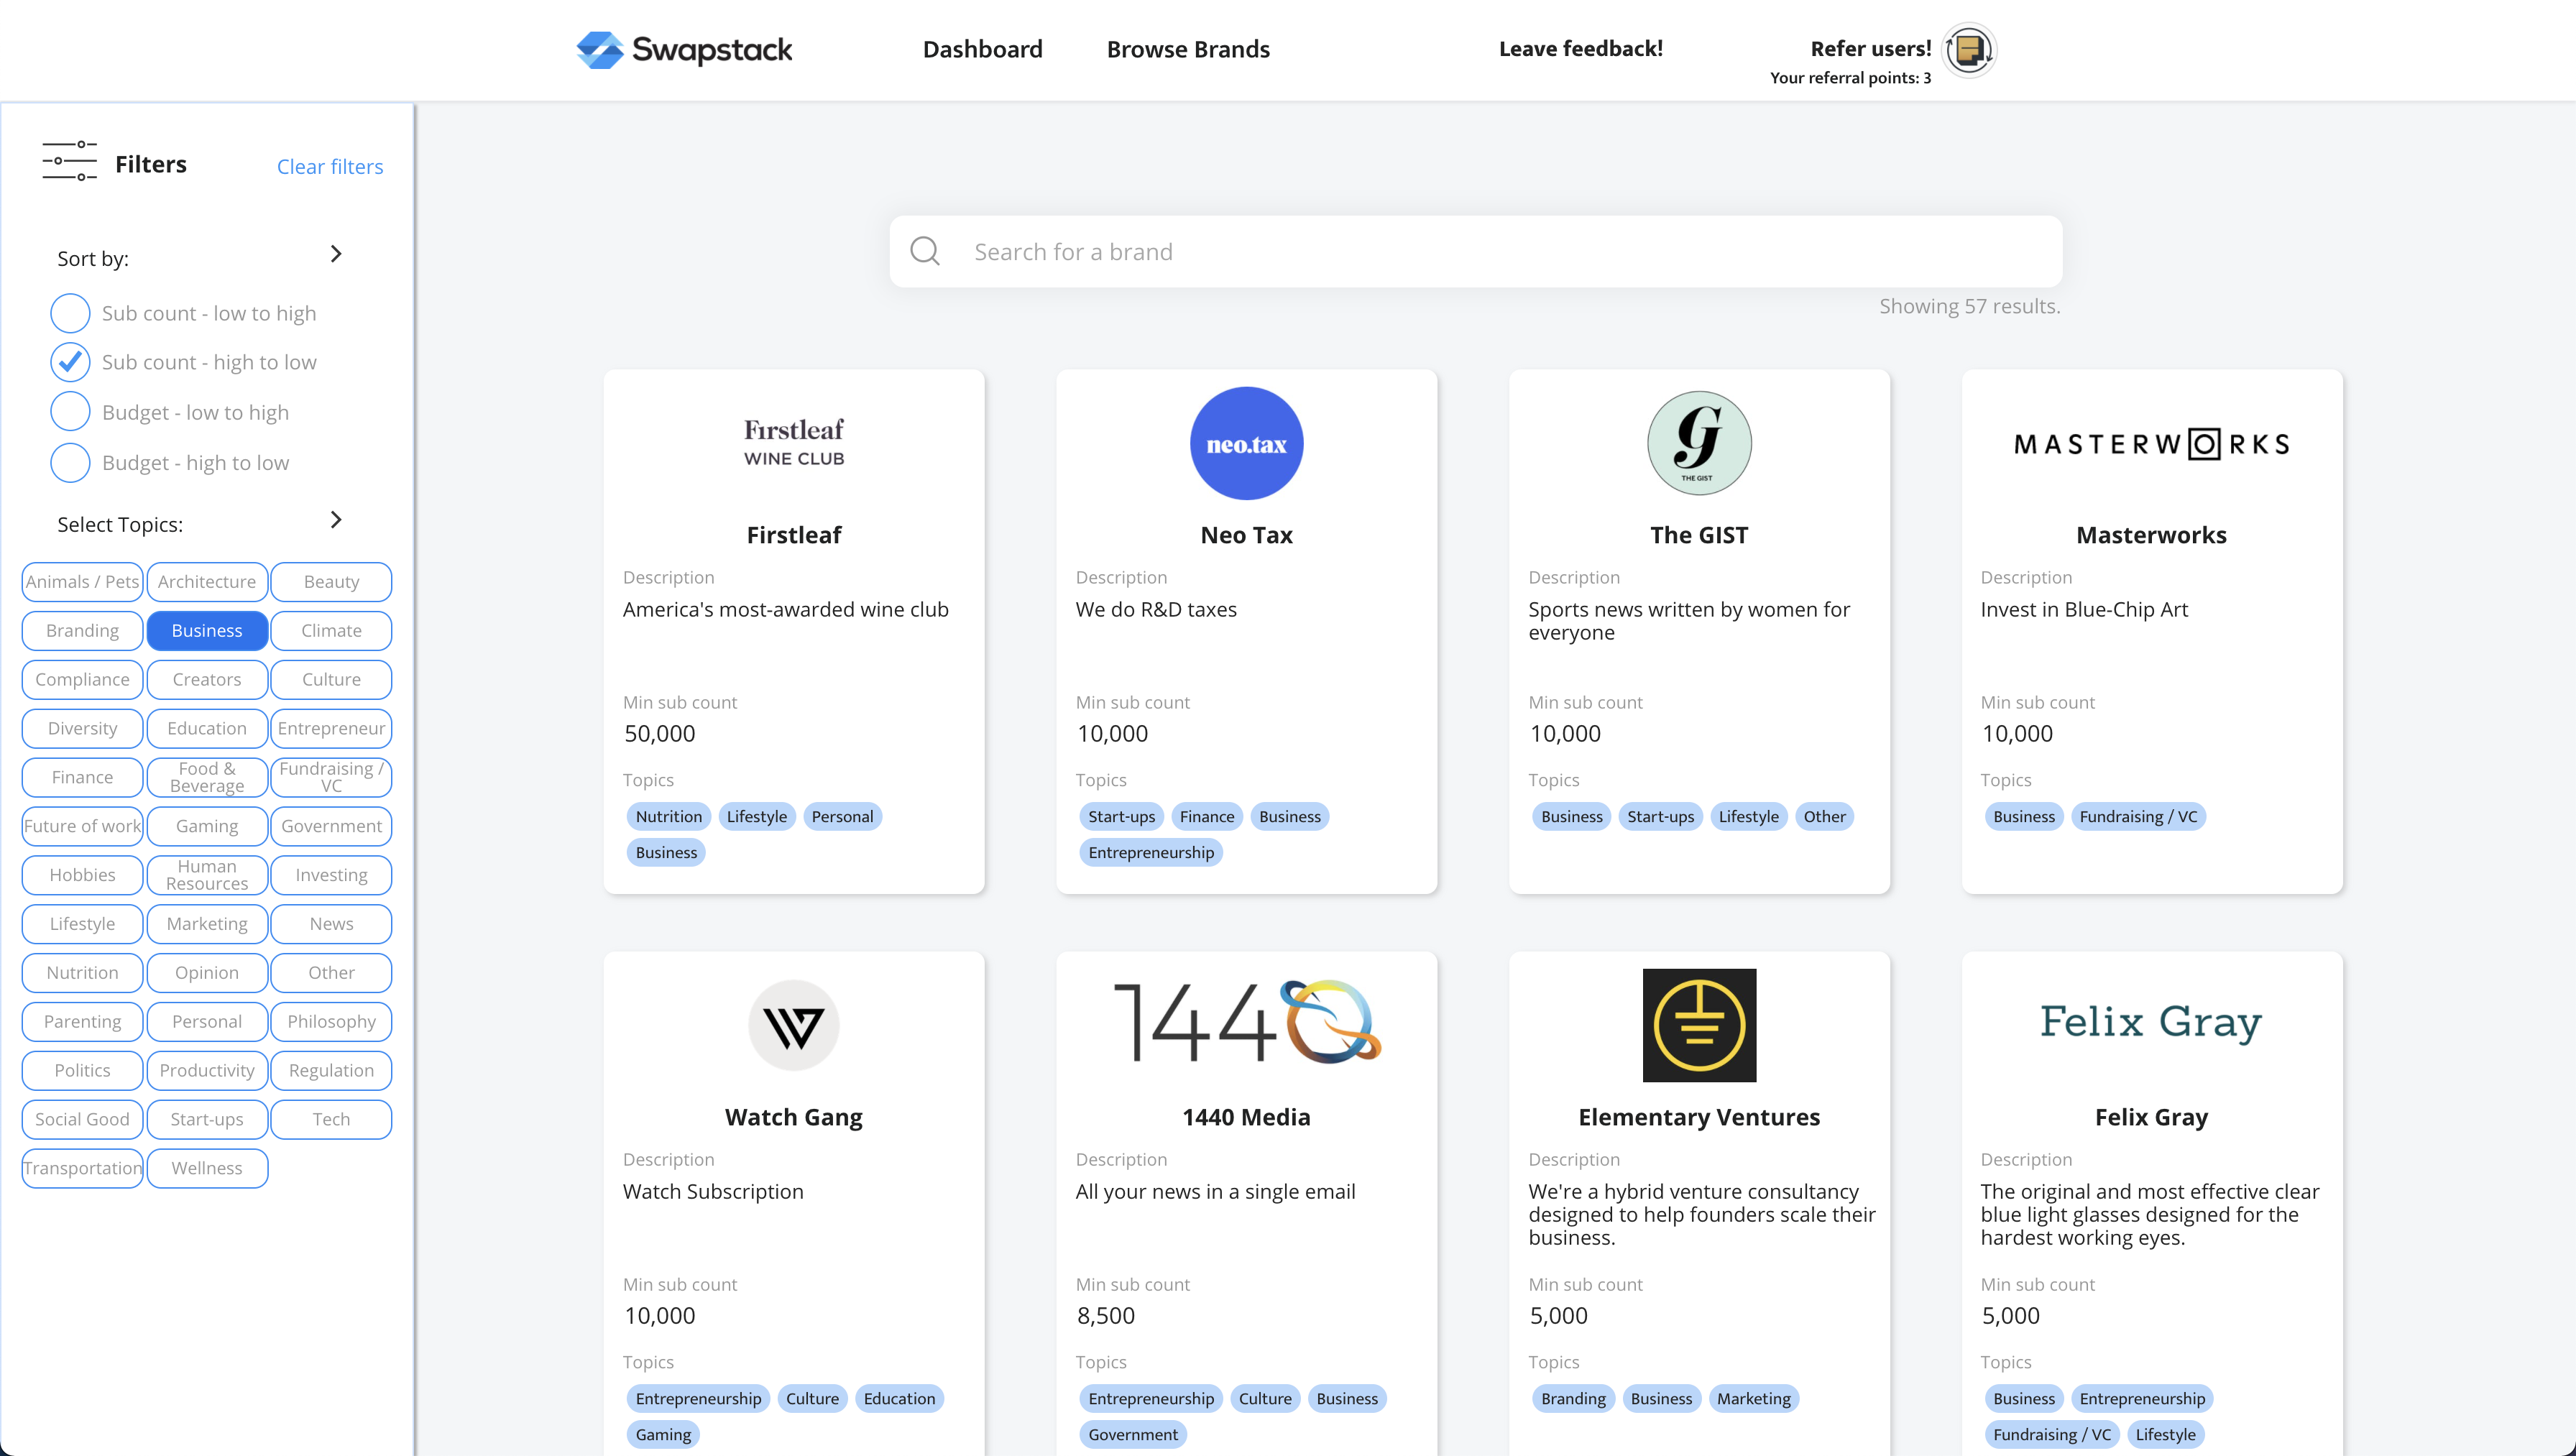 Swapstack
Dashboard
Browse Brands
Leave feedback!
Refer users!
Your referral points: 3
Filters
Clear filters
Sort by:
Sub count - low to high
Sub count - high to low
Budget - low to high
Budget - high to low
Select Topics:
Animals / Pets
Architecture
Beauty
Branding
Business
Climate
Compliance
Creators
Culture
Diversity
Education
Entrepreneur
Finance
Food &
Beverage
Fundraising /
VC
Future of work
Gaming
Government
Hobbies
Human
Resources
Investing
Lifestyle
Marketing
News
Nutrition
Opinion
Other
Parenting
Personal
Philosophy
Politics
Productivity
Regulation
Social Good
Start-ups
Tech
Transportation
Wellness
Search for a brand
Showing 57 results.
Firstleaf
WINE CLUB
Firstleaf
Description
America's most-awarded wine club
Min sub count
50,000
Topics
Nutrition
Lifestyle
Personal
Business
neo.tax
Neo Tax
Description
We do R&D taxes
Min sub count
10,000
Topics
Start-ups
Finance
Business
Entrepreneurship
g
THE GIST
The GIST
Description
Sports news written by women for
everyone
Min sub count
10,000
Topics
Business
Start-ups
Lifestyle
Other
MASTERWORKS
Masterworks
Description
Invest in Blue-Chip Art
Min sub count
10,000
Topics
Business
Fundraising / VC
Watch Gang
Description
Watch Subscription
Min sub count
10,000
Topics
Entrepreneurship
Culture
Education
Gaming
1440
1440 Media
Description
All your news in a single email
Min sub count
8,500
Topics
Entrepreneurship
Culture
Business
Government
Elementary Ventures
Description
We're a hybrid venture consultancy
designed to help founders scale their
business.
Min sub count
5,000
Topics
Branding
Business
Marketing
Felix Gray
Felix Gray
Description
The original and most effective clear
blue light glasses designed for the
hardest working eyes.
Min sub count
5,000
Topics
Business
Entrepreneurship
Fundraising / VC
Lifestyle